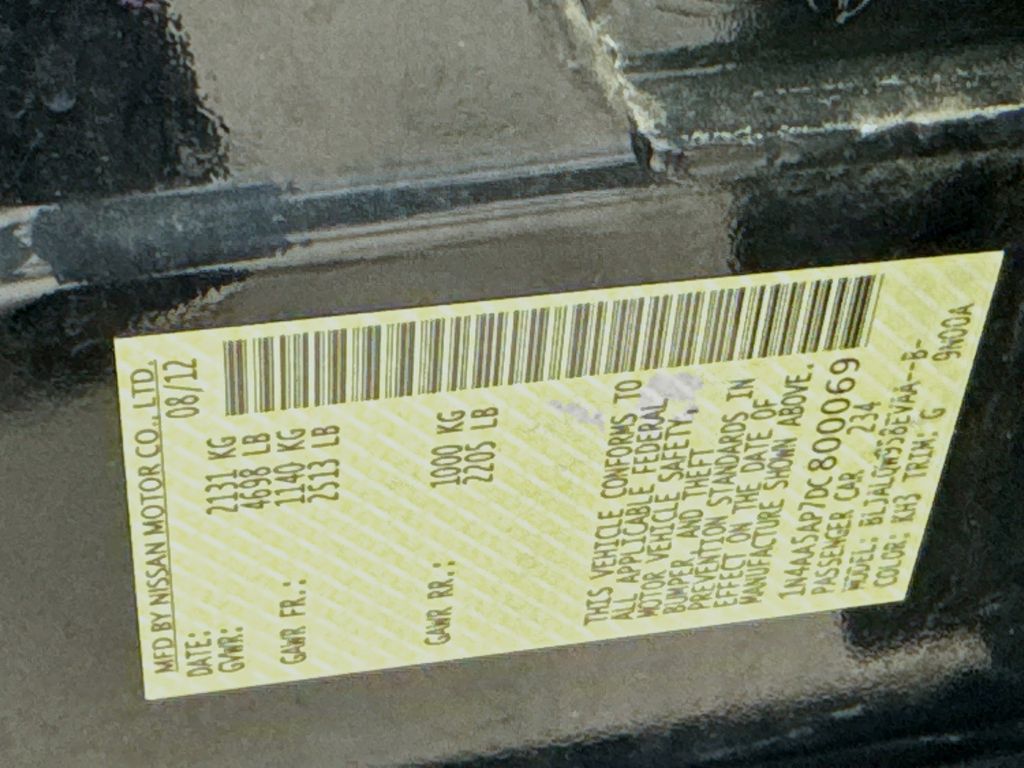 MFD BY NISSAN MOTOR CO., LTD.
DATE: 08/12
GVWR: 2131 KG
4698 LB
GAWR FR.: 1140 KG
2513 LB
GAWR RR.: 1000 KG
2205 LB
THIS VEHICLE CONFORMS TO
ALL APPLICABLE FEDERAL
MOTOR VEHICLE SAFETY,
BUMPER, AND THEFT
PREVENTION STANDARDS IN
EFFECT ON THE DATE OF
MANUFACTURE SHOWN ABOVE.
1N4AA5AP7DC800069
PASSENGER CAR 234
MODEL: BLJALUW958EVAA--B-
COLOR: KH3 TRIM: G 9N00A